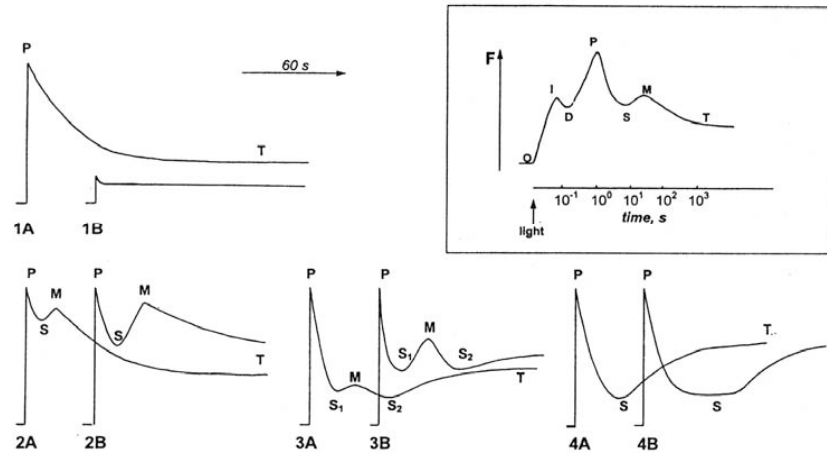 P
60 s
T
1A 1B
F
P
I
M
D
S
T
O
10⁻¹ 10⁰ 10¹ 10² 10³
light
time, s
P P
M M
S S
T
2A 2B
P P
M
S₁ S₂
M
T
S₁ S₂
3A 3B
P P
T
S S
4A 4B